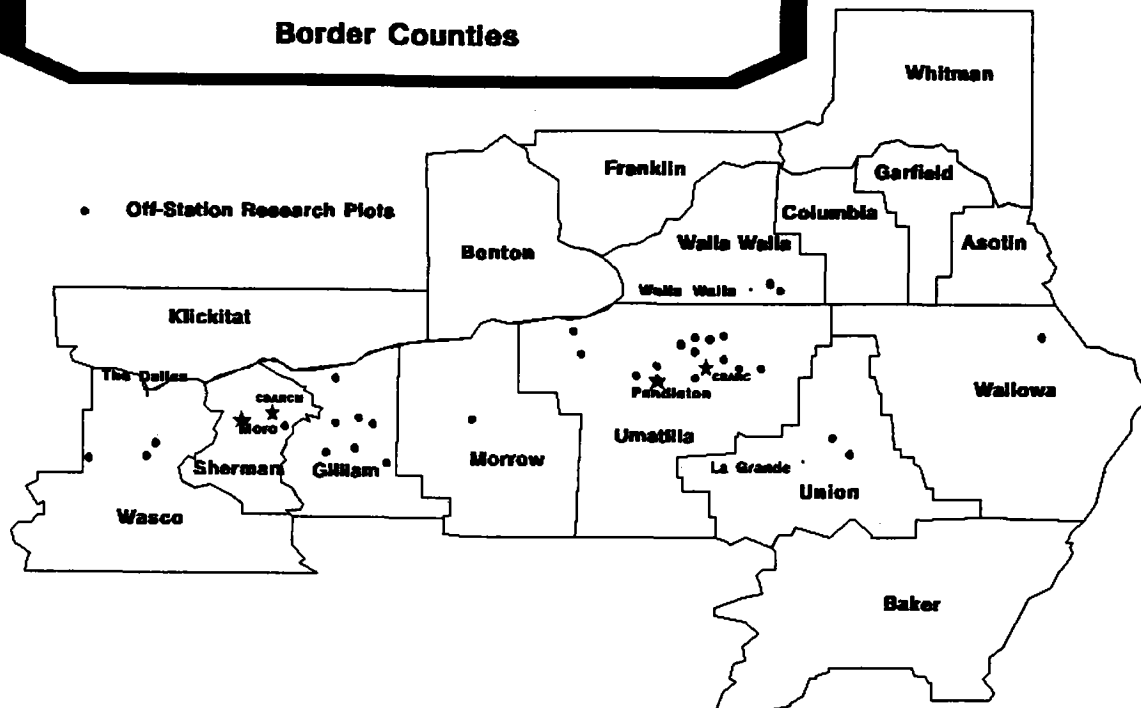 Border Counties
Whitman
Franklin
Garfield
Off-Station Research Plots
Columbia
Benton
Walla Walla
Asotin
Walla Walla
Klickitat
The Dalles
CBARC
Pendleton
Wallowa
CBARCM
Moro
Umatilla
Sherman
Gilliam
Morrow
La Grande
Union
Wasco
Baker